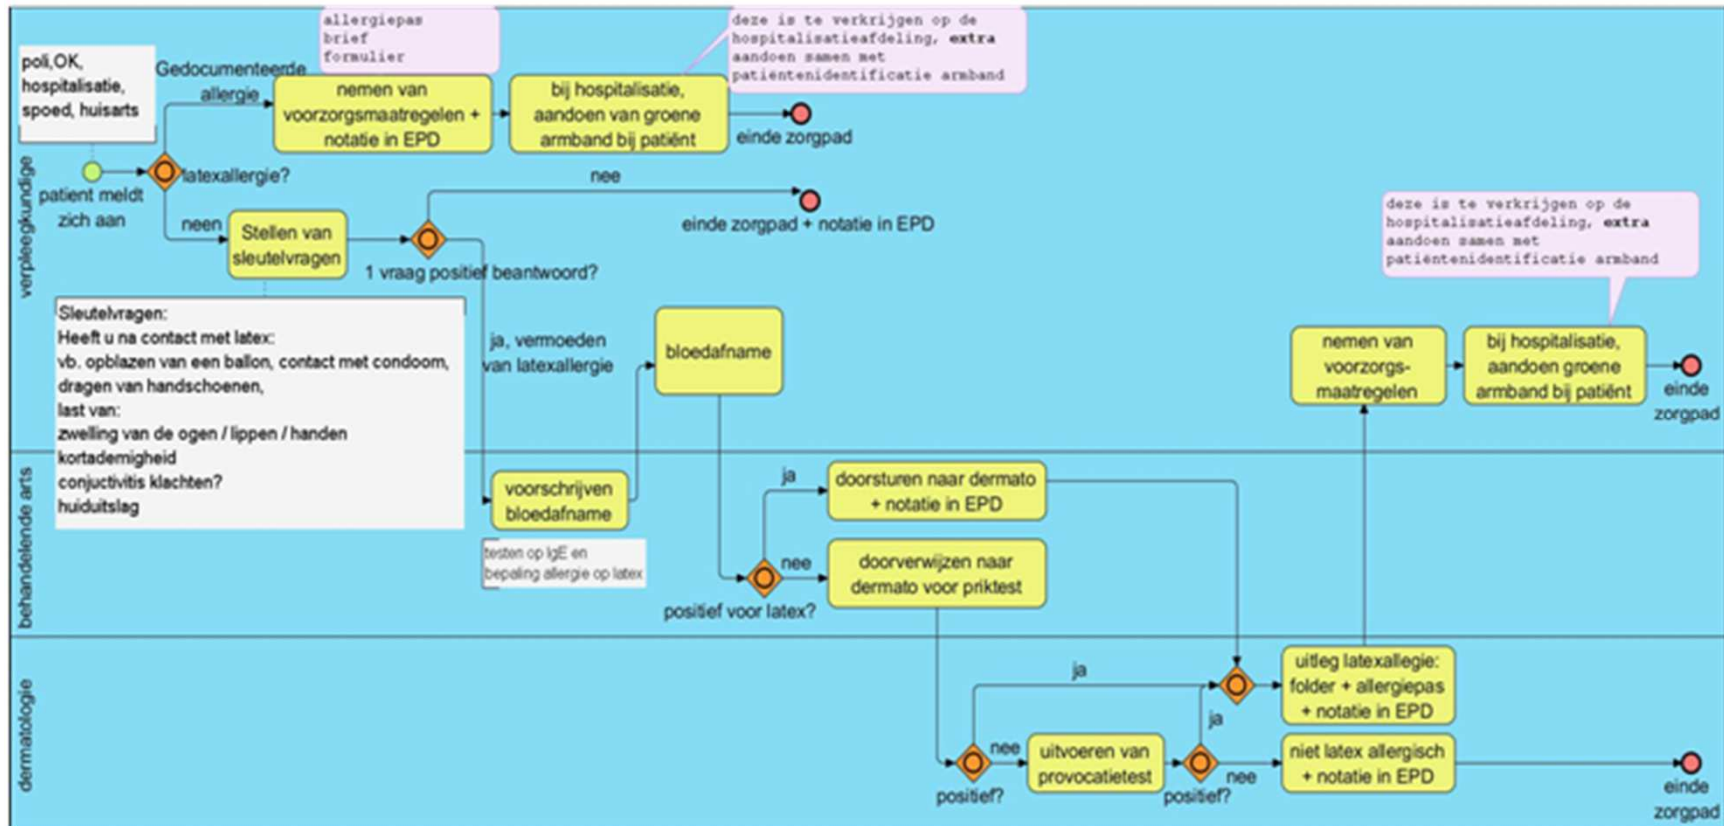 allergiepas
brief
formulier
deze is te verkrijgen op de
hospitalisatieafdeling, extra
aandoen samen met
patiëntenidentificatie armband
poli,OK,
hospitalisatie,
spoed, huisarts
Gedocumenteerde
allergie
nemen van
voorzorgsmaatregelen +
notatie in EPD
bij hospitalisatie,
aandoen van groene
armband bij patiënt
einde zorgpad
verpleegkundige
patient meldt
zich aan
latexallergie?
neen
Stellen van
sleutelvragen
nee
einde zorgpad + notatie in EPD
1 vraag positief beantwoord?
deze is te verkrijgen op de
hospitalisatieafdeling, extra
aandoen samen met
patiëntenidentificatie armband
Sleutelvragen:
Heeft u na contact met latex:
vb. opblazen van een ballon, contact met condoom,
dragen van handschoenen,
last van:
zwelling van de ogen / lippen / handen
kortademigheid
conjuctivitis klachten?
huiduitslag
ja, vermoeden
van latexallergie
bloedafname
nemen van
voorzorgs-
maatregelen
bij hospitalisatie,
aandoen groene
armband bij patiënt
einde
zorgpad
behandelende arts
voorschrijven
bloedafname
testen op IgE en
bepaling allergie op latex
ja
doorsturen naar dermato
+ notatie in EPD
nee
doorverwijzen naar
dermato voor priktest
positief voor latex?
dermatologie
ja
uitleg latexallegie:
folder + allergiepas
+ notatie in EPD
ja
nee
uitvoeren van
provocatietest
positief?
positief?
nee
niet latex allergisch
+ notatie in EPD
einde
zorgpad